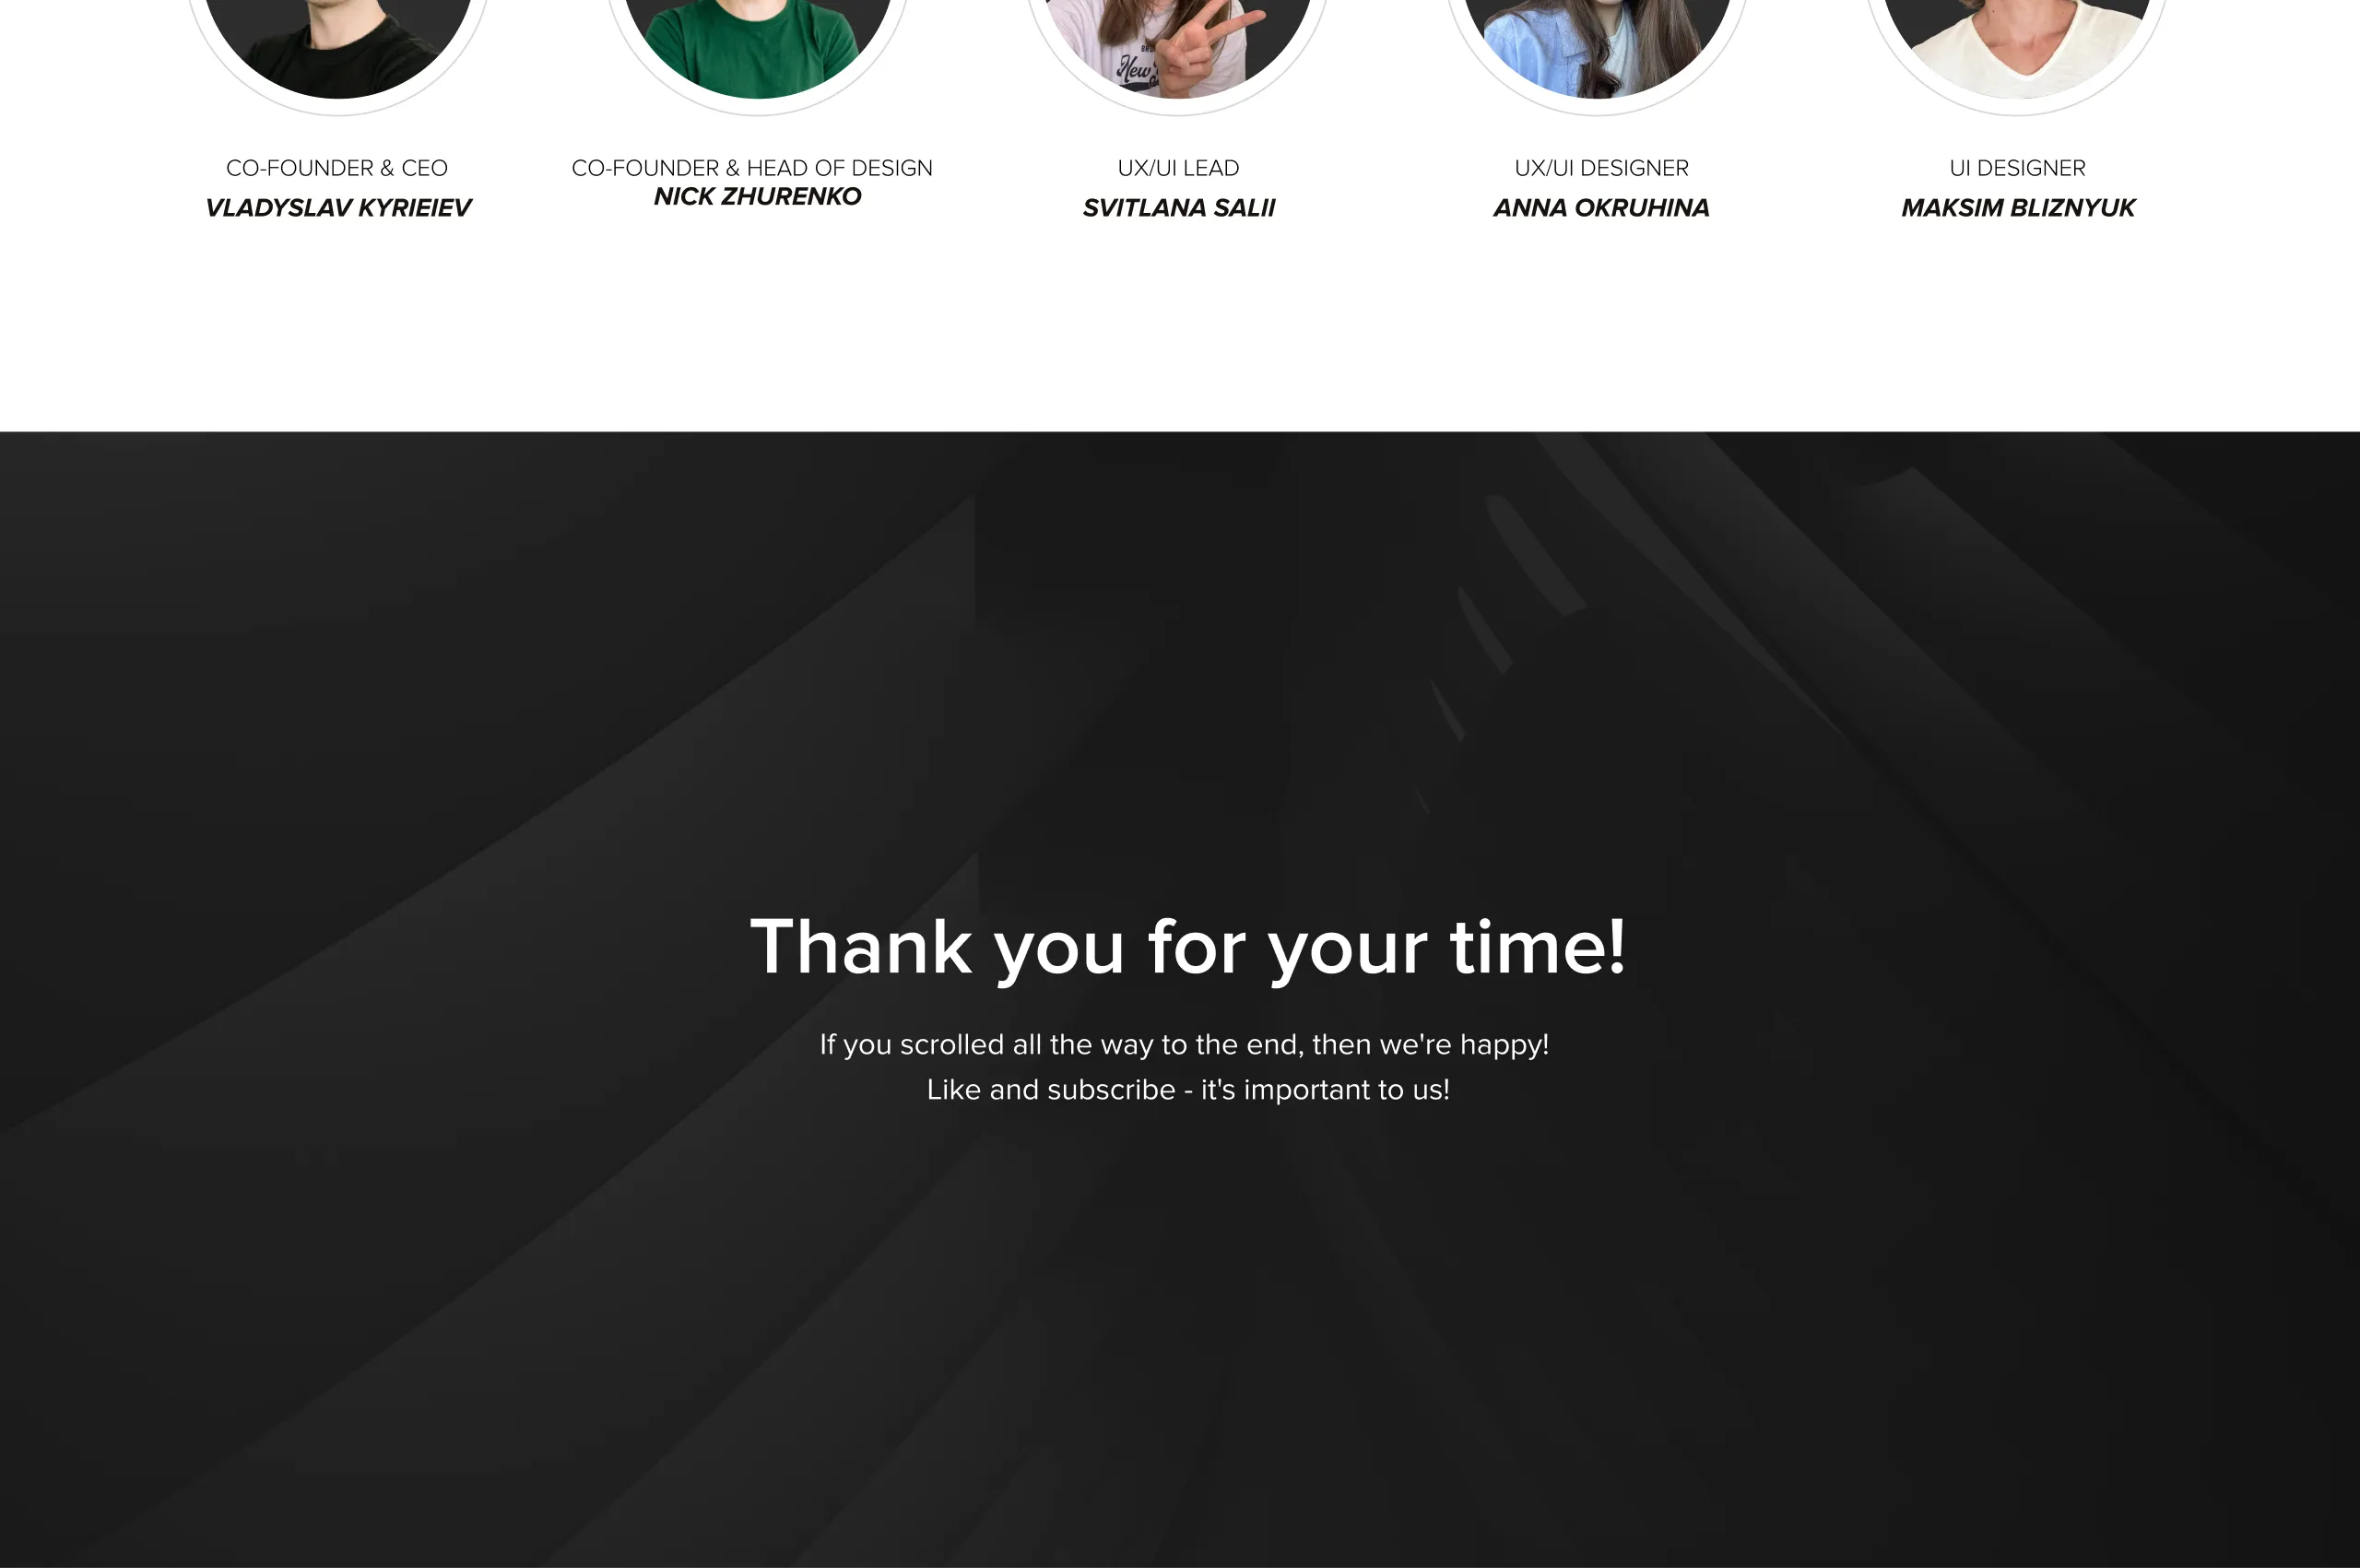 New
CO-FOUNDER & CEO
VLADYSLAV KYRIEIEV
CO-FOUNDER & HEAD OF DESIGN
NICK ZHURENKO
UX/UI LEAD
SVITLANA SALII
UX/UI DESIGNER
ANNA OKRUHINA
UI DESIGNER
MAKSIM BLIZNYUK
Thank you for your time!
If you scrolled all the way to the end, then we're happy!
Like and subscribe - it's important to us!